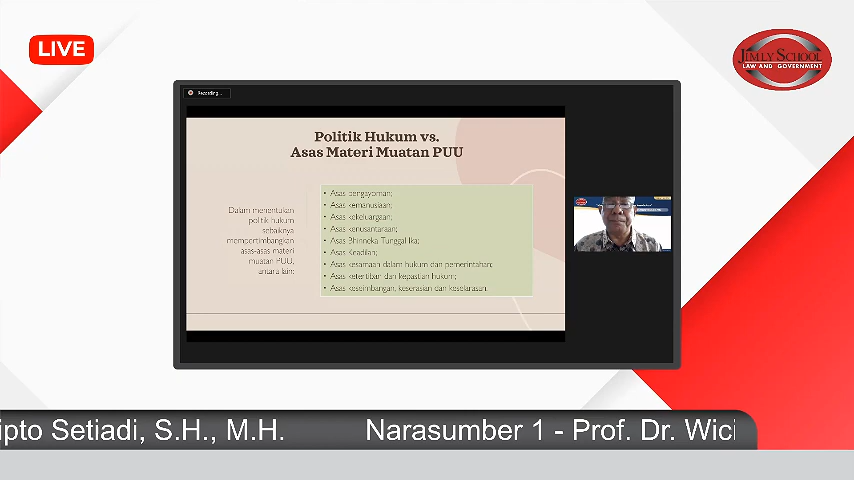 LIVE
JIMLY SCHOOL
LAW AND GOVERNMENT
Recording...
Politik Hukum vs.
Asas Materi Muatan PUU
Dalam menentukan
politik hukum
sebaiknya
mempertimbangkan
asas-asas materi
muatan PUU,
antara lain:
• Asas pengayoman;
• Asas kemanusiaan;
• Asas kekeluargaan;
• Asas kenusantaraan;
• Asas Bhinneka Tunggal Ika;
• Asas Keadilan;
• Asas kesamaan dalam hukum dan pemerintahan;
• Asas ketertiban dan kepastian hukum;
• Asas keseimbangan, keserasian dan keselarasan.
ipto Setiadi, S.H., M.H. Narasumber 1 - Prof. Dr. Wici